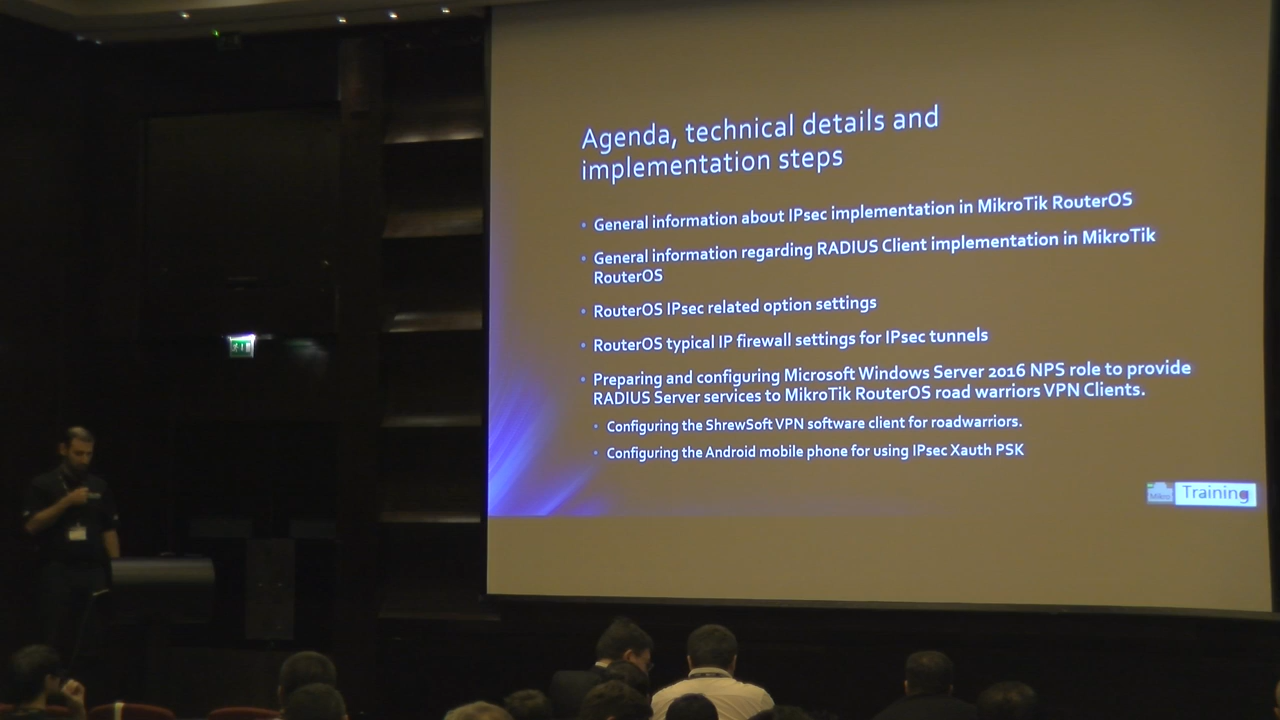 Agenda, technical details and
implementation steps
• General information about IPsec implementation in MikroTik RouterOS
• General information regarding RADIUS Client implementation in MikroTik
RouterOS
• RouterOS IPsec related option settings
• RouterOS typical IP firewall settings for IPsec tunnels
• Preparing and configuring Microsoft Windows Server 2016 NPS role to provide
RADIUS Server services to MikroTik RouterOS road warriors VPN Clients.
• Configuring the ShrewSoft VPN software client for roadwarriors.
• Configuring the Android mobile phone for using IPsec Xauth PSK
Mikro Training